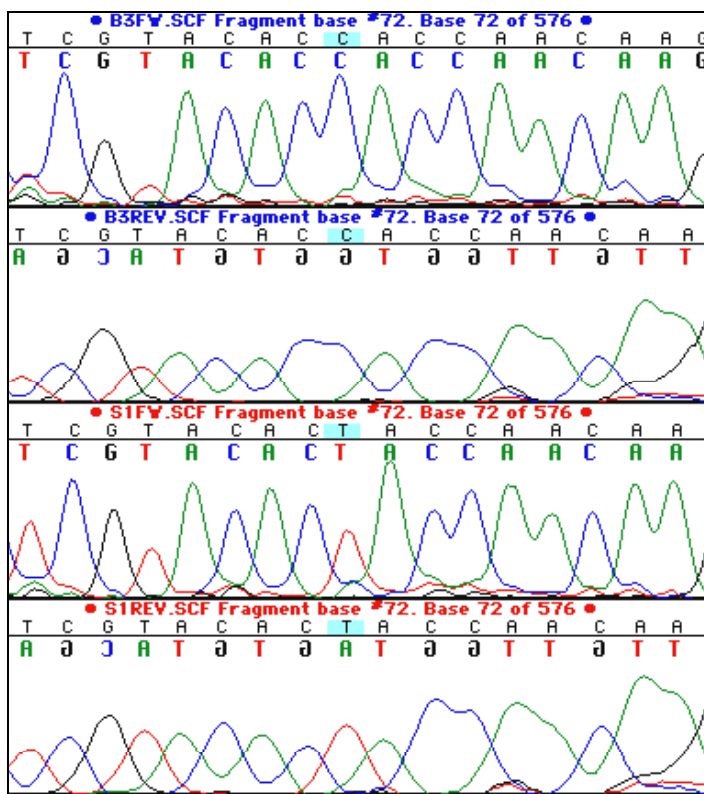 ● B3FW.SCF Fragment base #72. Base 72 of 576 ●
T C G T A C A C C A C C A A C A A G
T C G T A C A C C A C C A A C A A G
● B3REV.SCF Fragment base #72. Base 72 of 576 ●
T C G T A C A C C A C C A A C A A
A G C A T G T G G T G G T T G T T
● S1FW.SCF Fragment base #72. Base 72 of 576 ●
T C G T A C A C T A C C A A C A A
T C G T A C A C T A C C A A C A A
● S1REV.SCF Fragment base #72. Base 72 of 576 ●
T C G T A C A C T A C C A A C A A
A G C A T G T G A T G G T T G T T